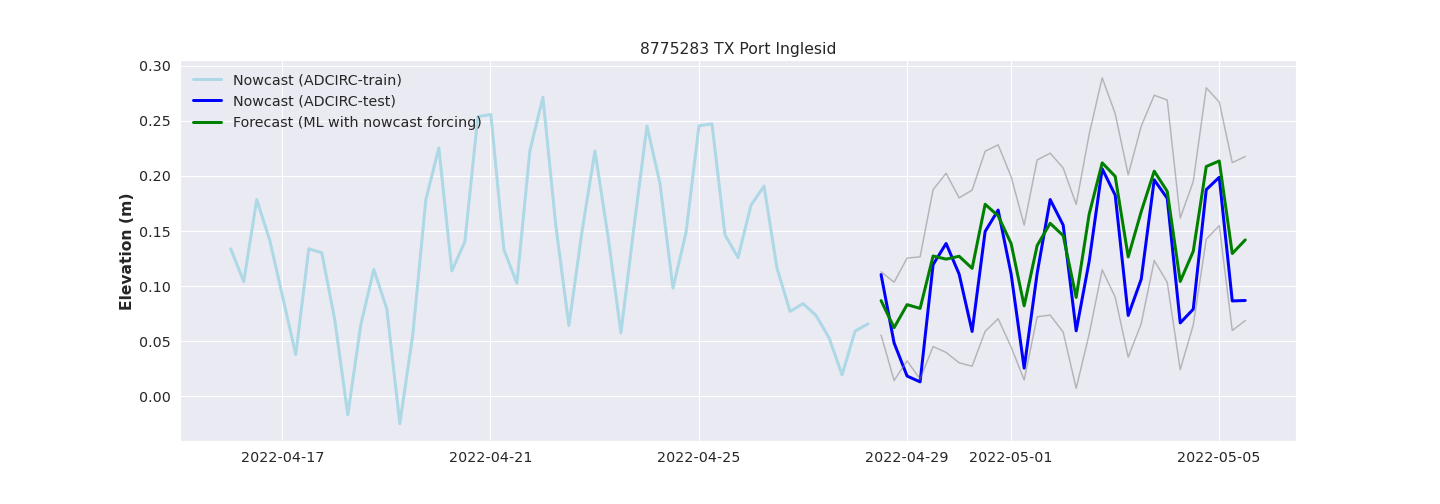 8775283 TX Port Inglesid
Elevation (m)
0.30
0.25
0.20
0.15
0.10
0.05
0.00
Nowcast (ADCIRC-train)
Nowcast (ADCIRC-test)
Forecast (ML with nowcast forcing)
2022-04-17 2022-04-21 2022-04-25 2022-04-29 2022-05-01 2022-05-05